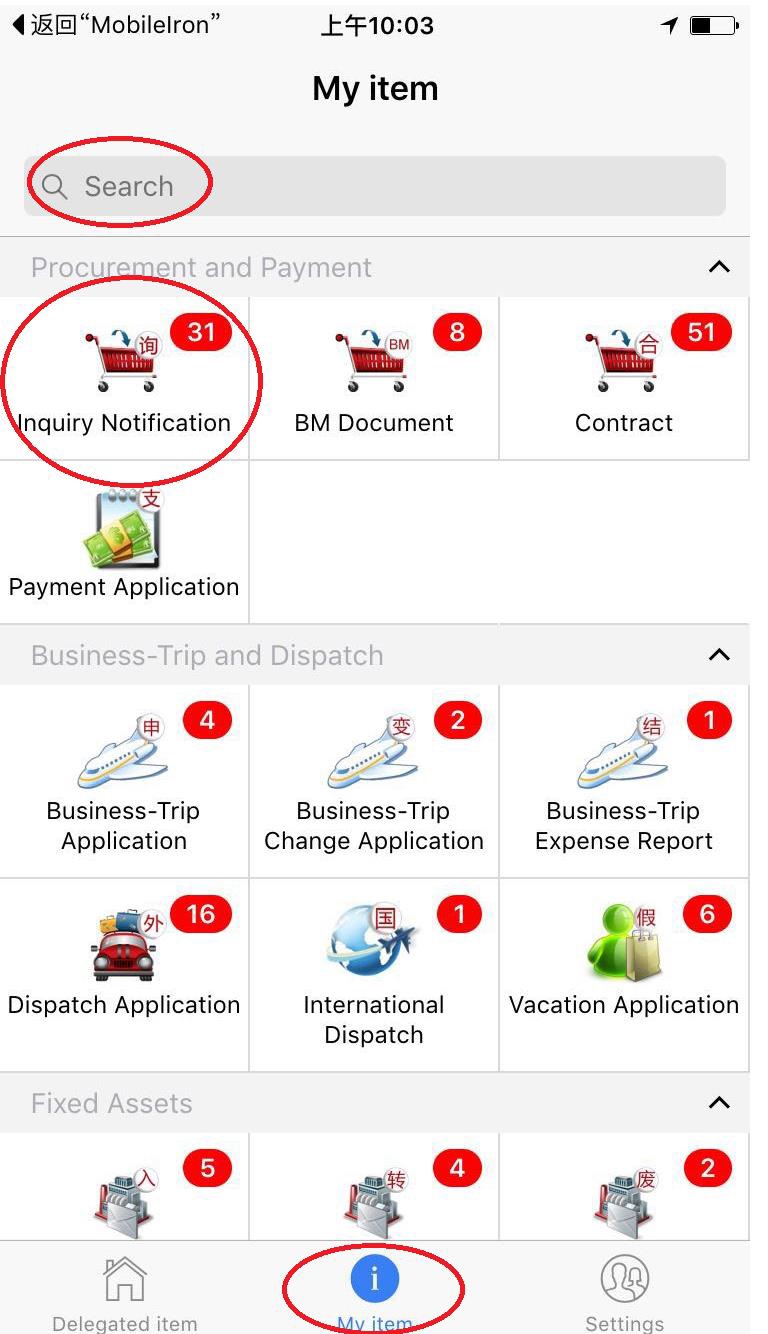 返回“MobileIron”
上午10:03
My item
Search
Procurement and Payment
询 31
BM 8
合 51
Inquiry Notification
BM Document
Contract
支
Payment Application
Business-Trip and Dispatch
申 4
变 2
结 1
Business-Trip
Application
Business-Trip
Change Application
Business-Trip
Expense Report
外 16
国 1
假 6
Dispatch Application
International
Dispatch
Vacation Application
Fixed Assets
入 5
转 4
废 2
Delegated item
My item
Settings